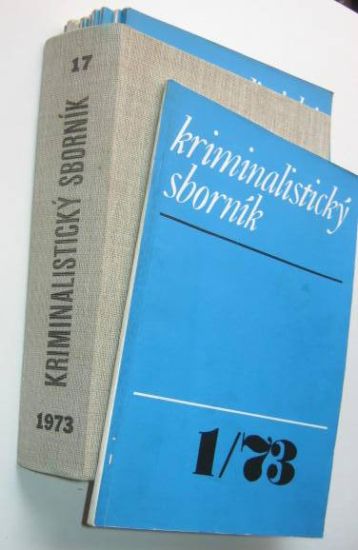 17
KRIMINALISTICKÝ SBORNÍK
1973
kriminalistický
sborník
1/73